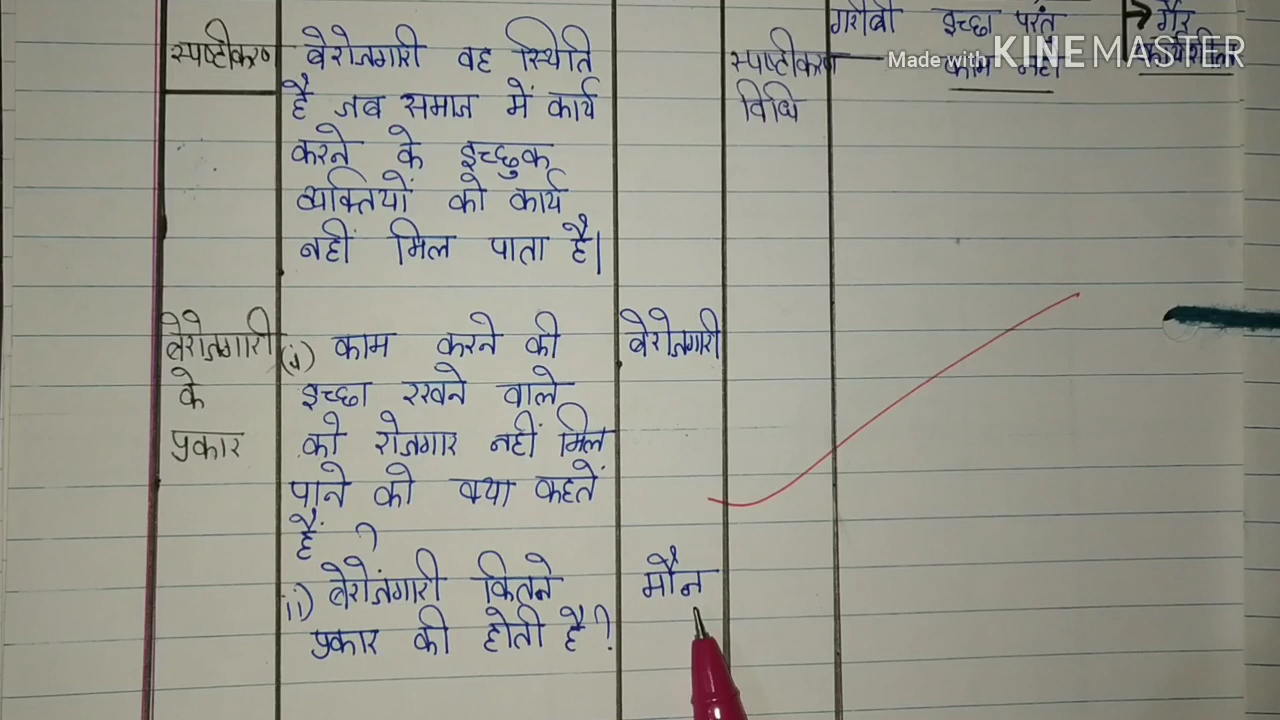 गरीबी इच्छा परंतु → गैर
काम नहीं कार्यशील
Made with KINEMASTER
स्पष्टीकरण बेरोजगारी वह स्थिति स्पष्टीकरण
है जब समाज में कार्य विधि
करने के इच्छुक
व्यक्तियों को कार्य
नहीं मिल पाता है।
बेरोजगारी (i) काम करने की बेरोजगारी
के इच्छा रखने वाले
प्रकार को रोजगार नहीं मिल
पाने को क्या कहतें
हैं ?
ii) बेरोजगारी कितने मौन
प्रकार की होती है?